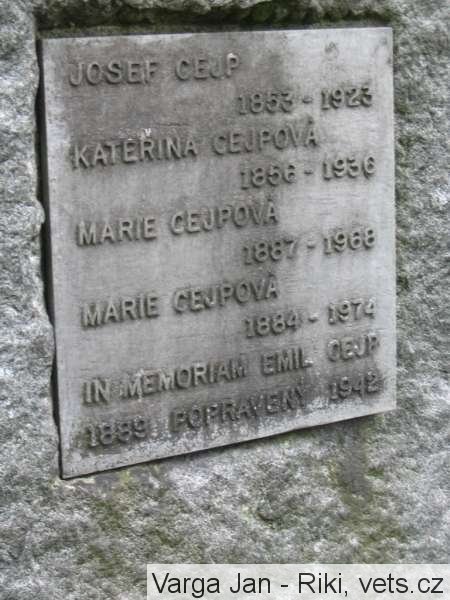 JOSEF CEJP
1853 - 1923
KATEŘINA CEJPOVÁ
1856 - 1936
MARIE CEJPOVÁ
1887 - 1968
MARIE CEJPOVÁ
1884 - 1974
IN MEMORIAM EMIL CEJP
1889 POPRAVENÝ 1942
Varga Jan - Riki, vets.cz